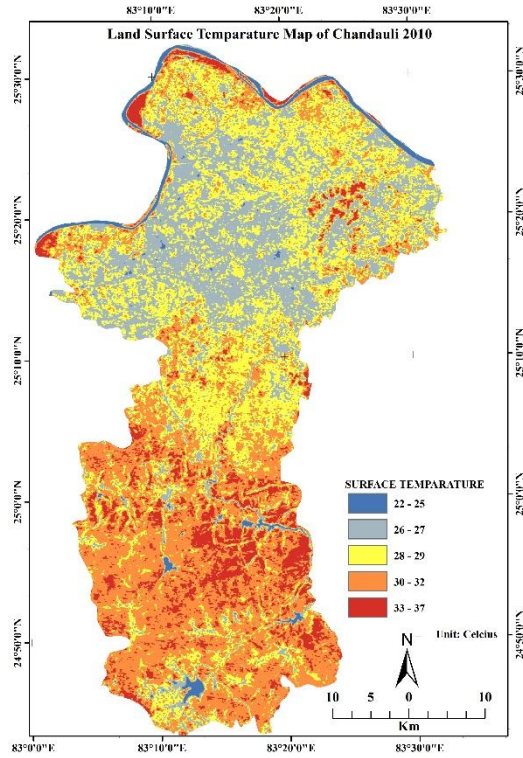 83°10'0"E 83°20'0"E 83°30'0"E
Land Surface Temparature Map of Chandauli 2010
25°30'0"N 25°30'0"N
25°20'0"N 25°20'0"N
25°10'0"N 25°10'0"N
25°0'0"N 25°0'0"N
24°50'0"N 24°50'0"N
SURFACE TEMPARATURE
22 - 25
26 - 27
28 - 29
30 - 32
33 - 37
Unit: Celcius
N
10 5 0 10
Km
83°0'0"E 83°10'0"E 83°20'0"E 83°30'0"E